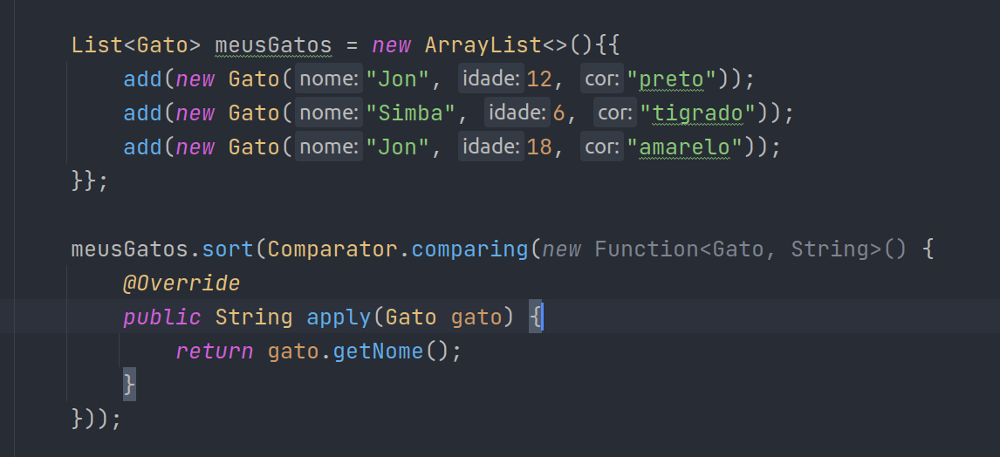 List<Gato> meusGatos = new ArrayList<>(){{
add(new Gato( nome: "Jon", idade: 12, cor: "preto"));
add(new Gato( nome: "Simba", idade: 6, cor: "tigrado"));
add(new Gato( nome: "Jon", idade: 18, cor: "amarelo"));
}};
meusGatos.sort(Comparator.comparing(new Function<Gato, String>() {
@Override
public String apply(Gato gato) {
return gato.getNome();
}
}));